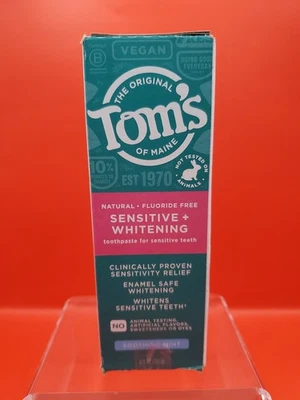 VEGAN
THE ORIGINAL
Tom's
OF MAINE
10%
EST 1970
NOT TESTED ON
ANIMALS
NATURAL • FLUORIDE FREE
SENSITIVE +
WHITENING
toothpaste for sensitive teeth
CLINICALLY PROVEN
SENSITIVITY RELIEF
ENAMEL SAFE
WHITENING
WHITENS
SENSITIVE TEETH
NO
ANIMAL TESTING,
ARTIFICIAL FLAVORS,
SWEETENERS OR DYES